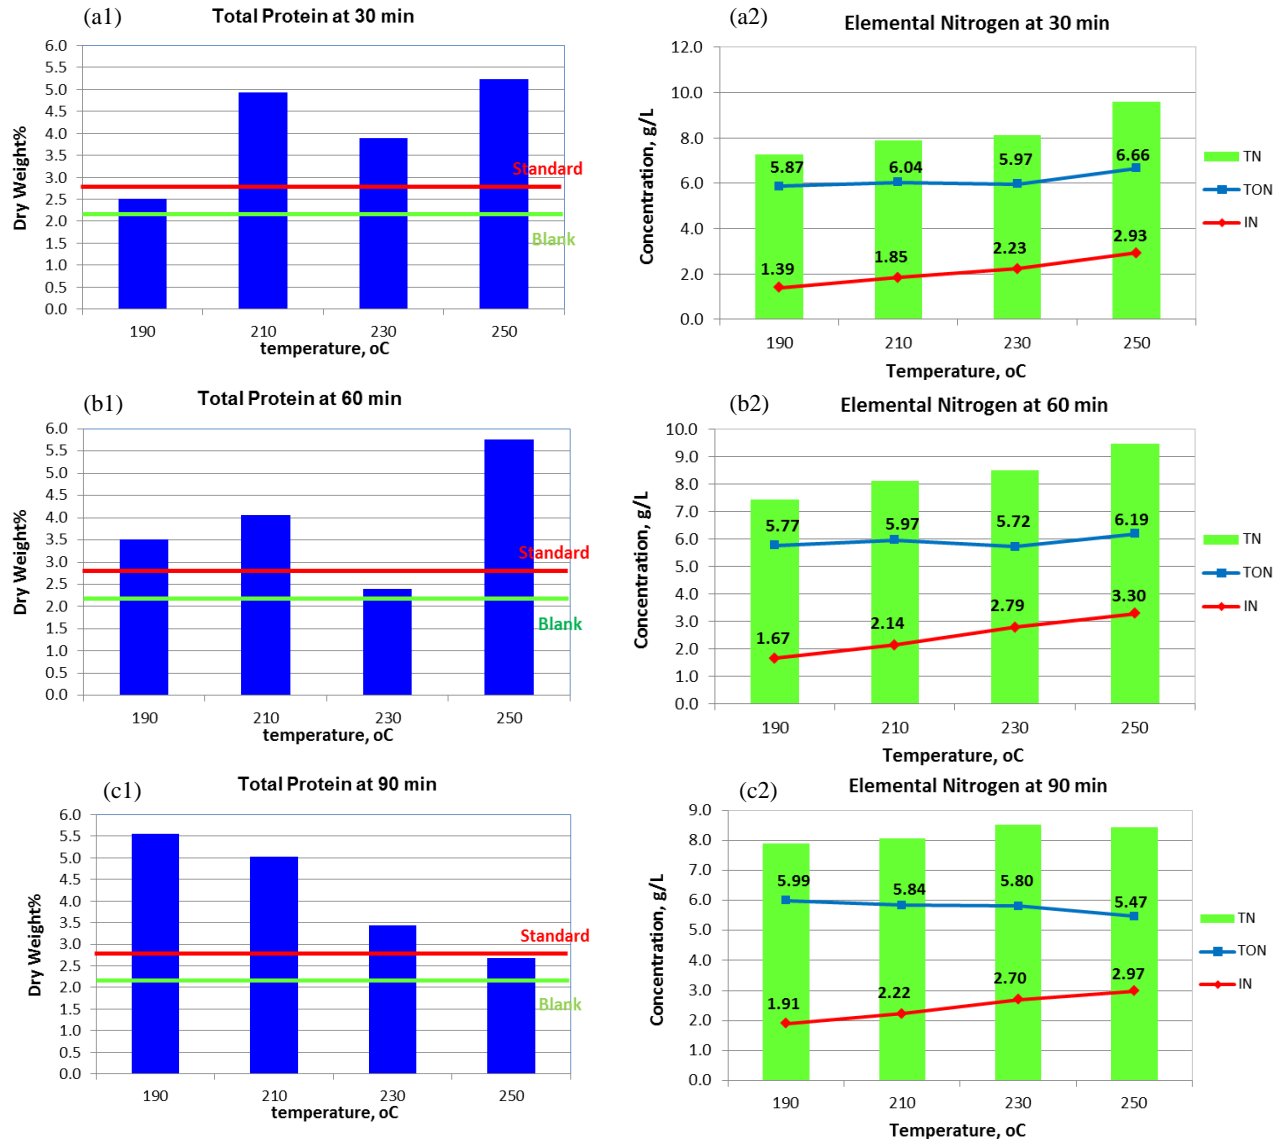 (a1)
Total Protein at 30 min
Dry Weight%
6.0
5.5
5.0
4.5
4.0
3.5
3.0
2.5
2.0
1.5
1.0
0.5
0.0
Standard
Blank
190
210
230
250
temperature, oC
(a2)
Elemental Nitrogen at 30 min
Concentration, g/L
12.0
10.0
8.0
6.0
4.0
2.0
0.0
5.87
6.04
5.97
6.66
1.39
1.85
2.23
2.93
190
210
230
250
Temperature, oC
TN
TON
IN
(b1)
Total Protein at 60 min
Dry Weight%
6.0
5.5
5.0
4.5
4.0
3.5
3.0
2.5
2.0
1.5
1.0
0.5
0.0
Standard
Blank
190
210
230
250
temperature, oC
(b2)
Elemental Nitrogen at 60 min
Concentration, g/L
10.0
9.0
8.0
7.0
6.0
5.0
4.0
3.0
2.0
1.0
0.0
5.77
5.97
5.72
6.19
1.67
2.14
2.79
3.30
190
210
230
250
Temperature, oC
TN
TON
IN
(c1)
Total Protein at 90 min
Dry Weight%
6.0
5.5
5.0
4.5
4.0
3.5
3.0
2.5
2.0
1.5
1.0
0.5
0.0
Standard
Blank
190
210
230
250
temperature, oC
(c2)
Elemental Nitrogen at 90 min
Concentration, g/L
9.0
8.0
7.0
6.0
5.0
4.0
3.0
2.0
1.0
0.0
5.99
5.84
5.80
5.47
1.91
2.22
2.70
2.97
190
210
230
250
Temperature, oC
TN
TON
IN